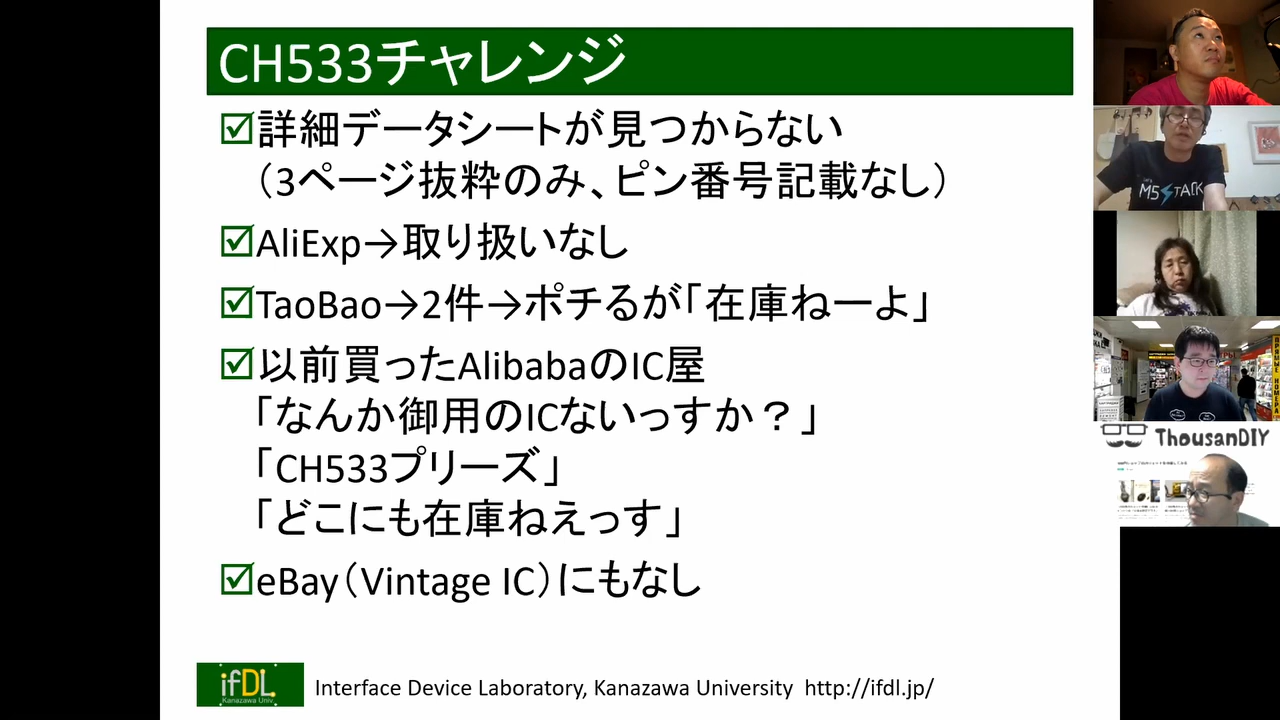 CH533チャレンジ
詳細データシートが見つからない
（3ページ抜粋のみ、ピン番号記載なし）
AliExp→取り扱いなし
TaoBao→2件→ポチるが「在庫ねーよ」
以前買ったAlibabaのIC屋
「なんか御用のICないっすか？」
「CH533プリーズ」
「どこにも在庫ねえっす」
eBay（Vintage IC）にもなし
ifDL
Kanazawa Univ.
Interface Device Laboratory, Kanazawa University http://ifdl.jp/
M5STACK
ThousanDIY